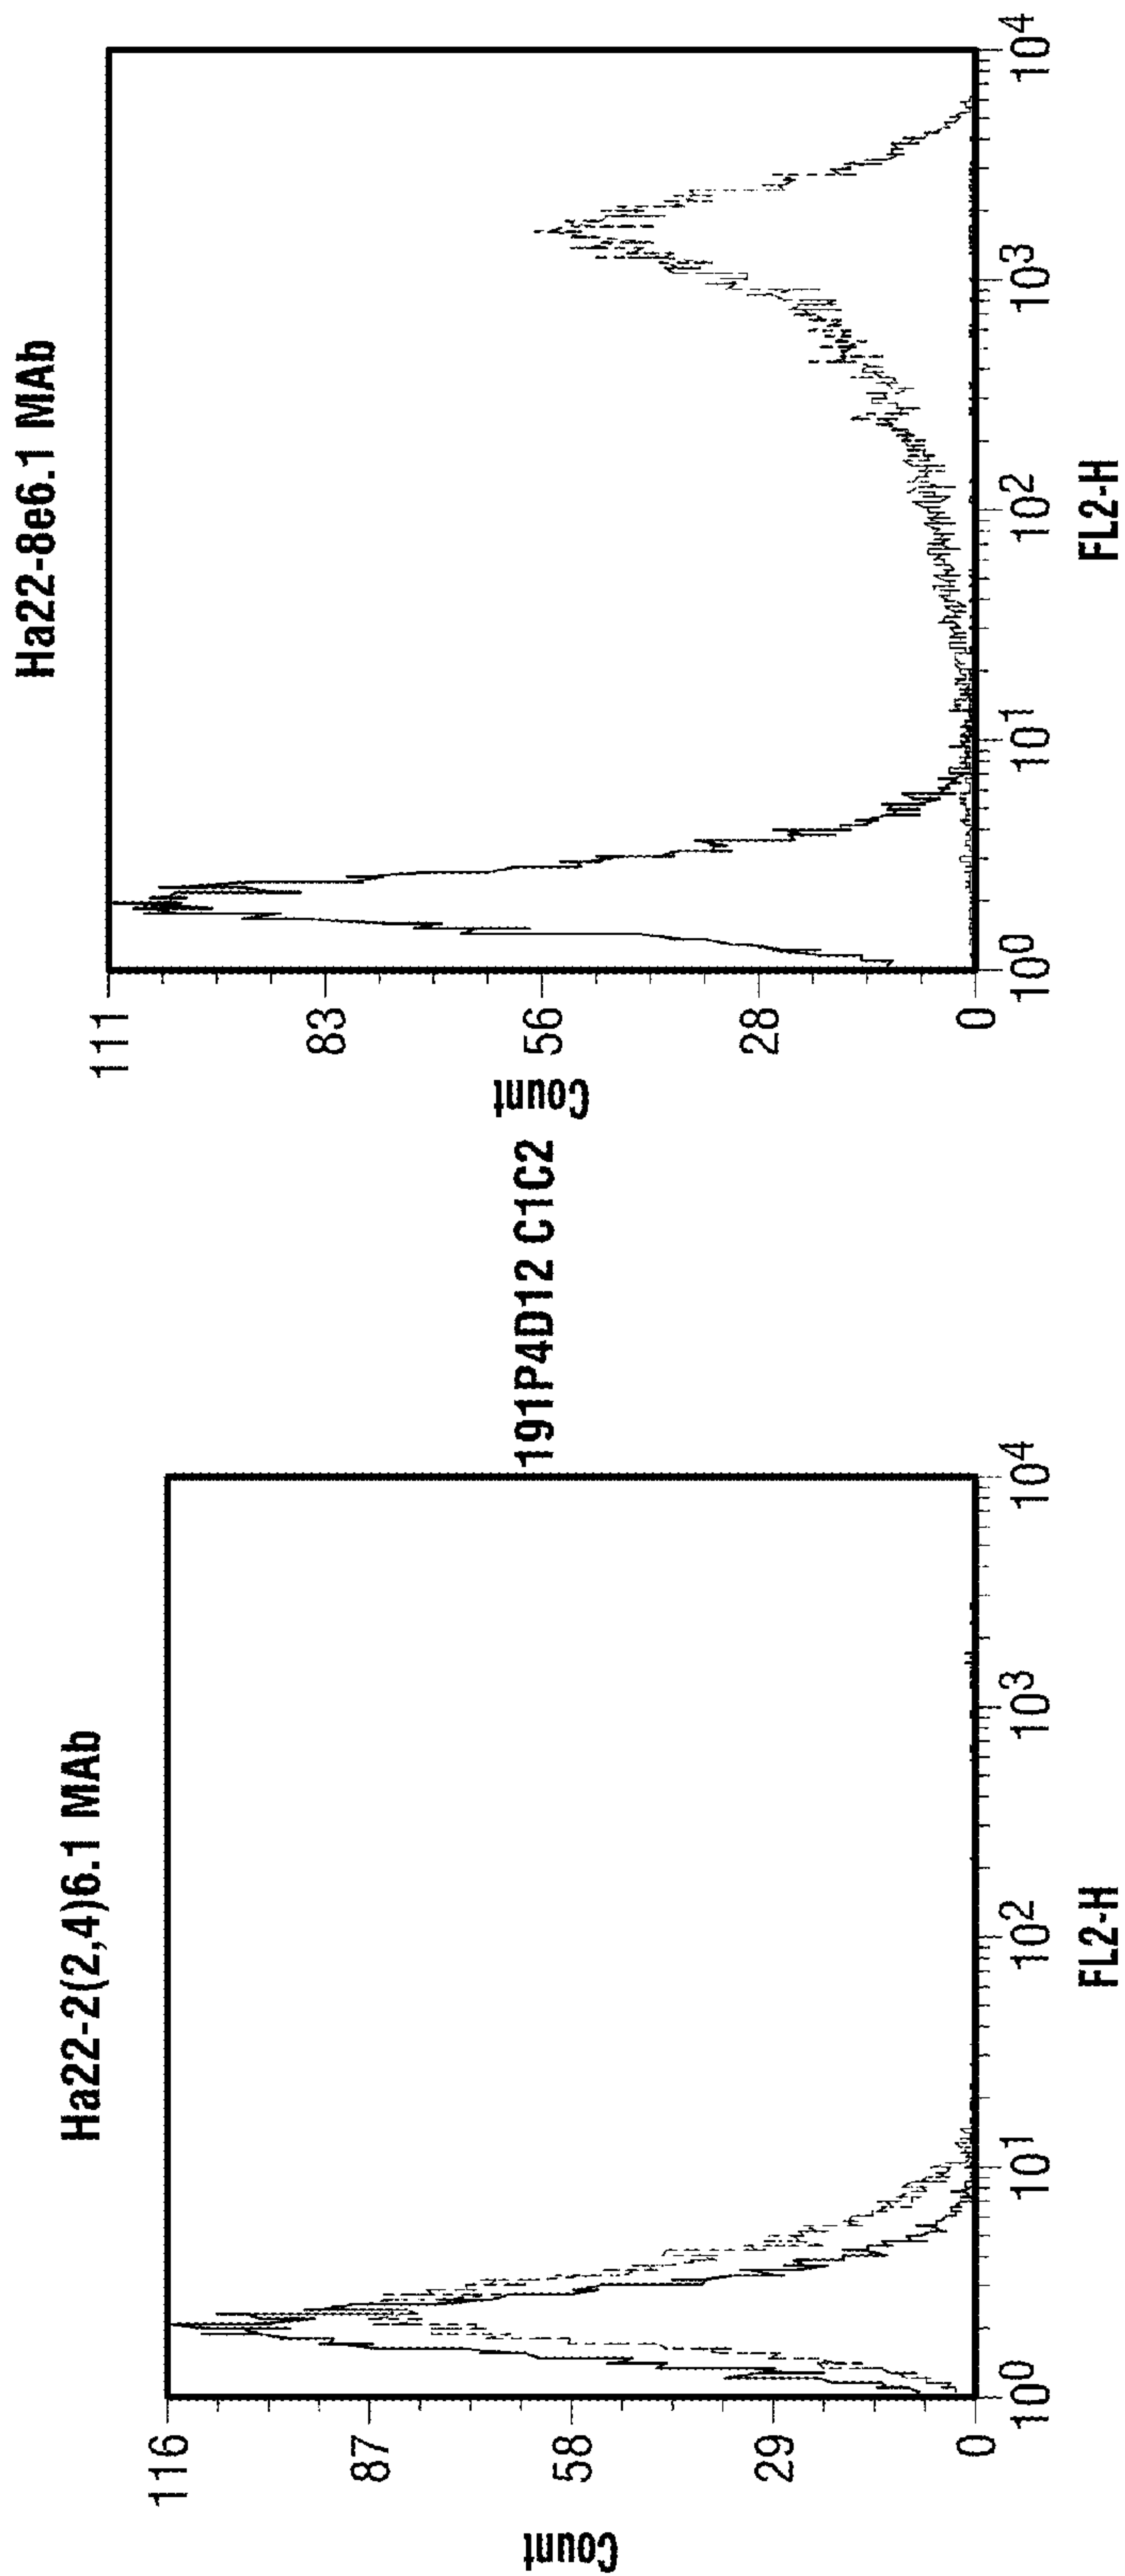 Ha22-2(2,4)6.1 MAb
116
87
58
29
0
Count
10⁰
10¹
10²
10³
10⁴
FL2-H
191P4D12 C1C2
Ha22-8e6.1 MAb
111
83
56
28
0
Count
10⁰
10¹
10²
10³
10⁴
FL2-H